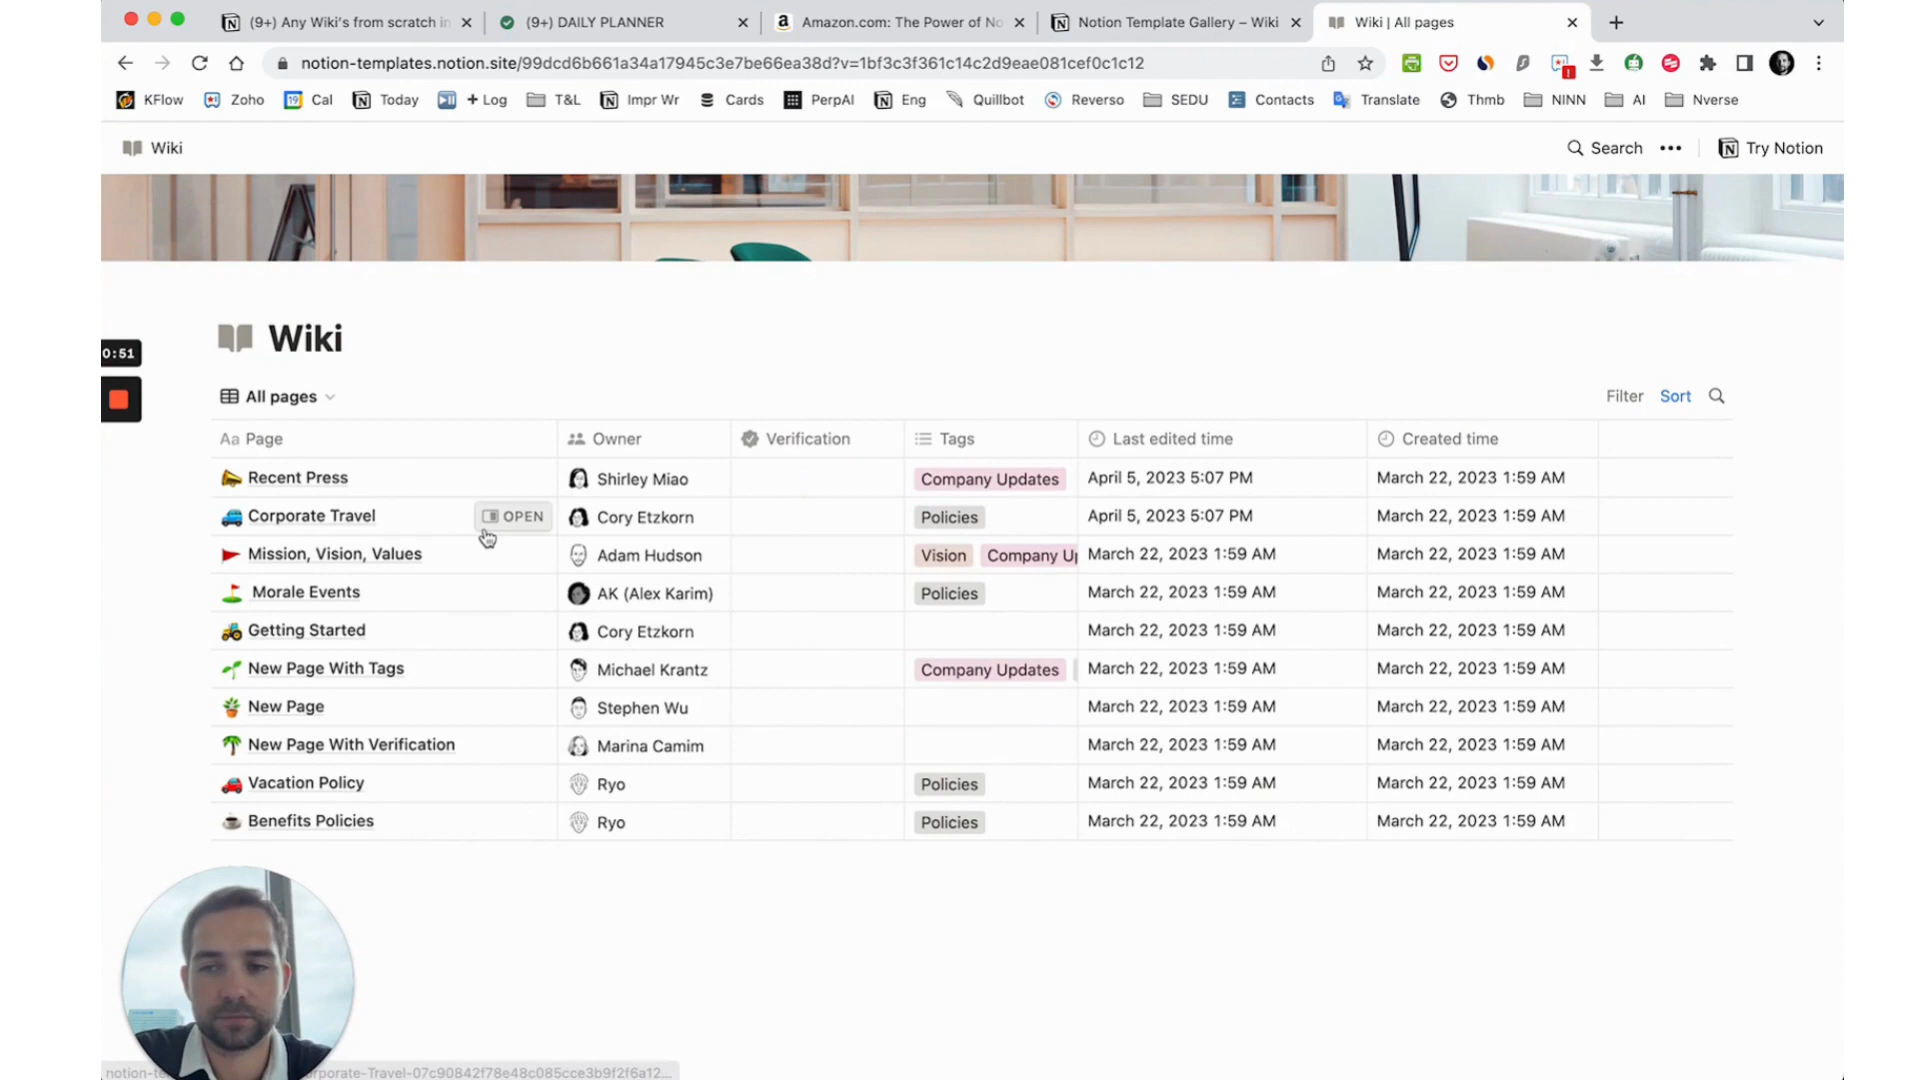 (9+) Any Wiki's from scratch in
(9+) DAILY PLANNER
Amazon.com: The Power of No
Notion Template Gallery – Wiki
Wiki | All pages
notion-templates.notion.site/99dcd6b661a34a17945c3e7be66ea38d?v=1bf3c3f361c14c2d9eae081cef0c1c12
KFlow Zoho Cal Today + Log T&L Impr Wr Cards PerpAI Eng Quillbot Reverso SEDU Contacts Translate Thmb NINN AI Nverse
Wiki Search Try Notion
Wiki
0:51
All pages Filter Sort
Aa Page Owner Verification Tags Last edited time Created time
Recent Press Shirley Miao Company Updates April 5, 2023 5:07 PM March 22, 2023 1:59 AM
Corporate Travel OPEN Cory Etzkorn Policies April 5, 2023 5:07 PM March 22, 2023 1:59 AM
Mission, Vision, Values Adam Hudson Vision Company Up March 22, 2023 1:59 AM March 22, 2023 1:59 AM
Morale Events AK (Alex Karim) Policies March 22, 2023 1:59 AM March 22, 2023 1:59 AM
Getting Started Cory Etzkorn March 22, 2023 1:59 AM March 22, 2023 1:59 AM
New Page With Tags Michael Krantz Company Updates March 22, 2023 1:59 AM March 22, 2023 1:59 AM
New Page Stephen Wu March 22, 2023 1:59 AM March 22, 2023 1:59 AM
New Page With Verification Marina Camim March 22, 2023 1:59 AM March 22, 2023 1:59 AM
Vacation Policy Ryo Policies March 22, 2023 1:59 AM March 22, 2023 1:59 AM
Benefits Policies Ryo Policies March 22, 2023 1:59 AM March 22, 2023 1:59 AM